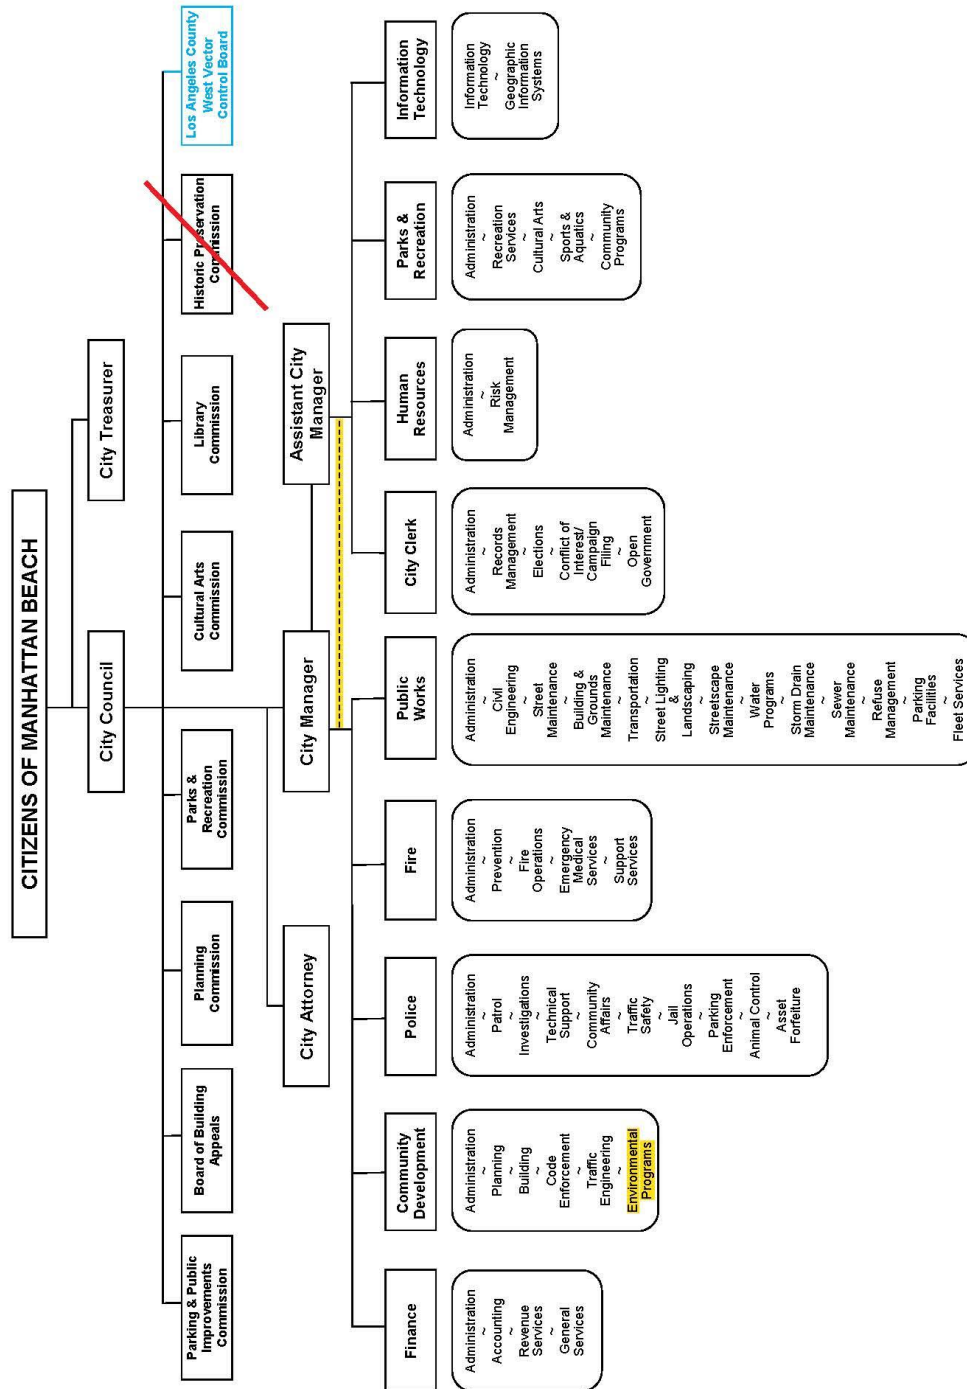 CITIZENS OF MANHATTAN BEACH
City Council
City Treasurer
Parking & Public
Improvements
Commission
Board of Building
Appeals
Planning
Commission
Parks &
Recreation
Commission
Cultural Arts
Commission
Library
Commission
Historic Preservation
Commission
Los Angeles County
West Vector
Control Board
City Attorney
City Manager
Assistant City
Manager
Finance
Administration
~
Accounting
~
Revenue
Services
~
General
Services
Community
Development
Administration
~
Planning
~
Building
~
Code
Enforcement
~
Traffic
Engineering
~
Environmental
Programs
Police
Administration
~
Patrol
~
Investigations
~
Technical
Support
~
Community
Affairs
~
Traffic
Safety
~
Jail
Operations
~
Parking
Enforcement
~
Animal Control
~
Asset
Forfeiture
Fire
Administration
~
Prevention
~
Fire
Operations
~
Emergency
Medical
Services
~
Support
Services
Public
Works
Administration
~
Civil
Engineering
~
Street
Maintenance
~
Building &
Grounds
Maintenance
~
Transportation
~
Street Lighting
&
Landscaping
~
Streetscape
Maintenance
~
Water
Programs
~
Storm Drain
Maintenance
~
Sewer
Maintenance
~
Refuse
Management
~
Parking
Facilities
~
Fleet Services
City Clerk
Administration
~
Records
Management
~
Elections
~
Conflict of
Interest/
Campaign
Filing
~
Open
Government
Human
Resources
Administration
~
Risk
Management
Parks &
Recreation
Administration
~
Recreation
Services
~
Cultural Arts
~
Sports &
Aquatics
~
Community
Programs
Information
Technology
Information
Technology
~
Geographic
Information
Systems